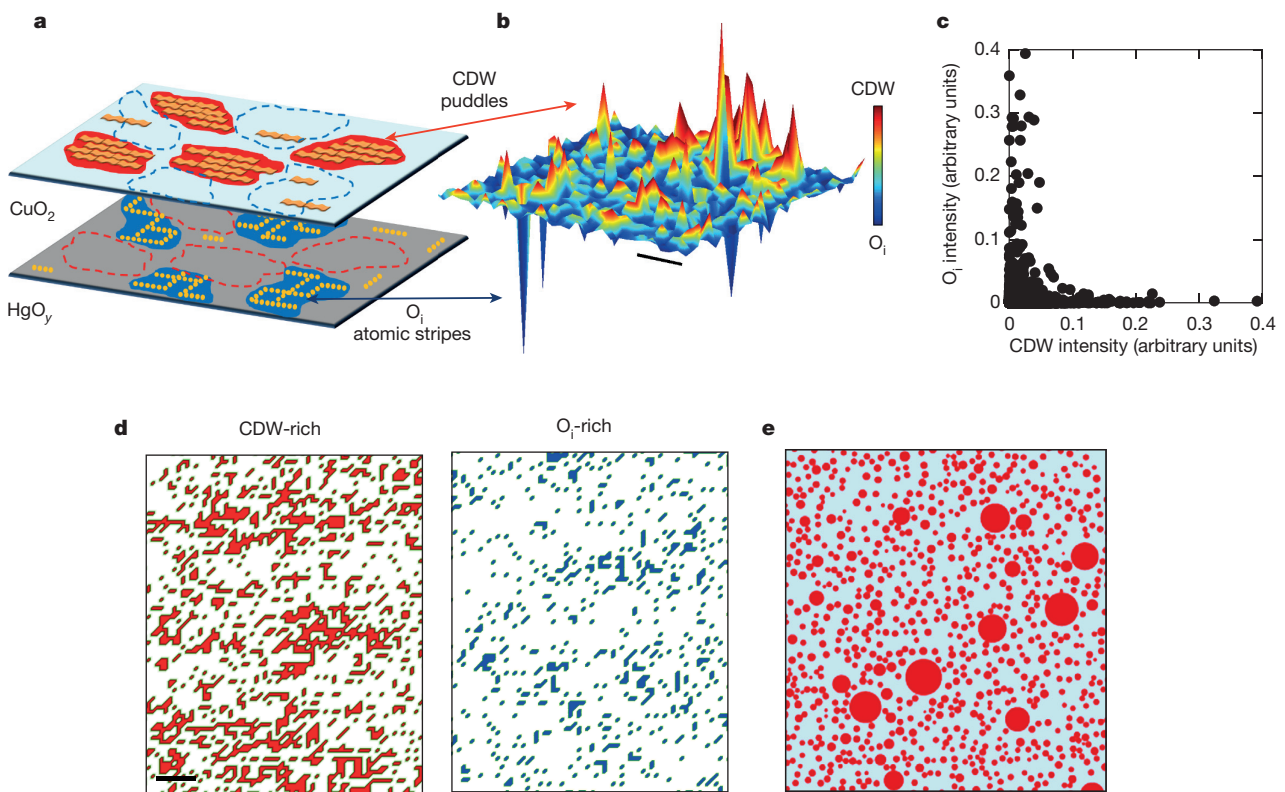 a
b
c
CDW
puddles
CuO2
HgOy
Oi
atomic stripes
CDW
Oi
Oi intensity (arbitrary units)
0.4
0.3
0.2
0.1
0
0
0.1
0.2
0.3
0.4
CDW intensity (arbitrary units)
d
CDW-rich
Oi-rich
e